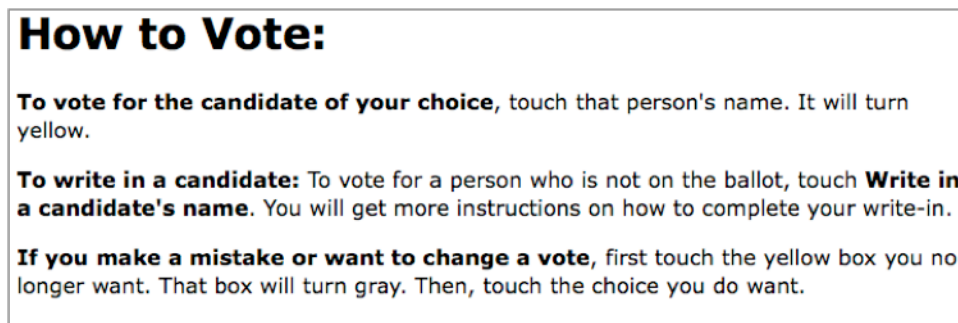 How to Vote:
To vote for the candidate of your choice, touch that person's name. It will turn
yellow.
To write in a candidate: To vote for a person who is not on the ballot, touch Write in
a candidate's name. You will get more instructions on how to complete your write-in.
If you make a mistake or want to change a vote, first touch the yellow box you no
longer want. That box will turn gray. Then, touch the choice you do want.